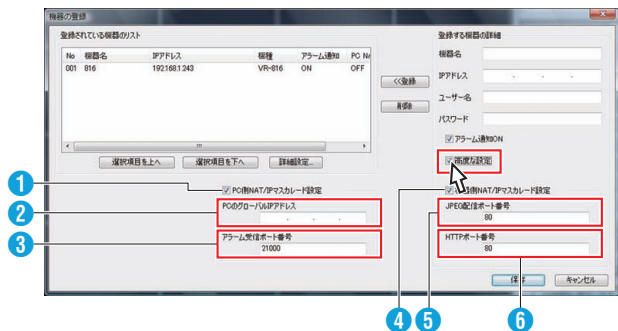 機器の登録
登録されている機器のリスト
No 機器名 IPアドレス 機種 アラーム通知 PC N
001 816 192.168.1.243 VR-816 ON OFF
選択項目を上へ 選択項目を下へ 詳細設定...
<<登録
削除
登録する機器の詳細
機器名
IPアドレス
ユーザー名
パスワード
アラーム通知ON
高度な設定
1
PC側NAT/IPマスカレード設定
2
PCのグローバルIPアドレス
3
アラーム受信ポート番号
21000
側NAT/IPマスカレード設定
JPEG配信ポート番号
80
HTTPポート番号
80
保存 キャンセル
4 5 6